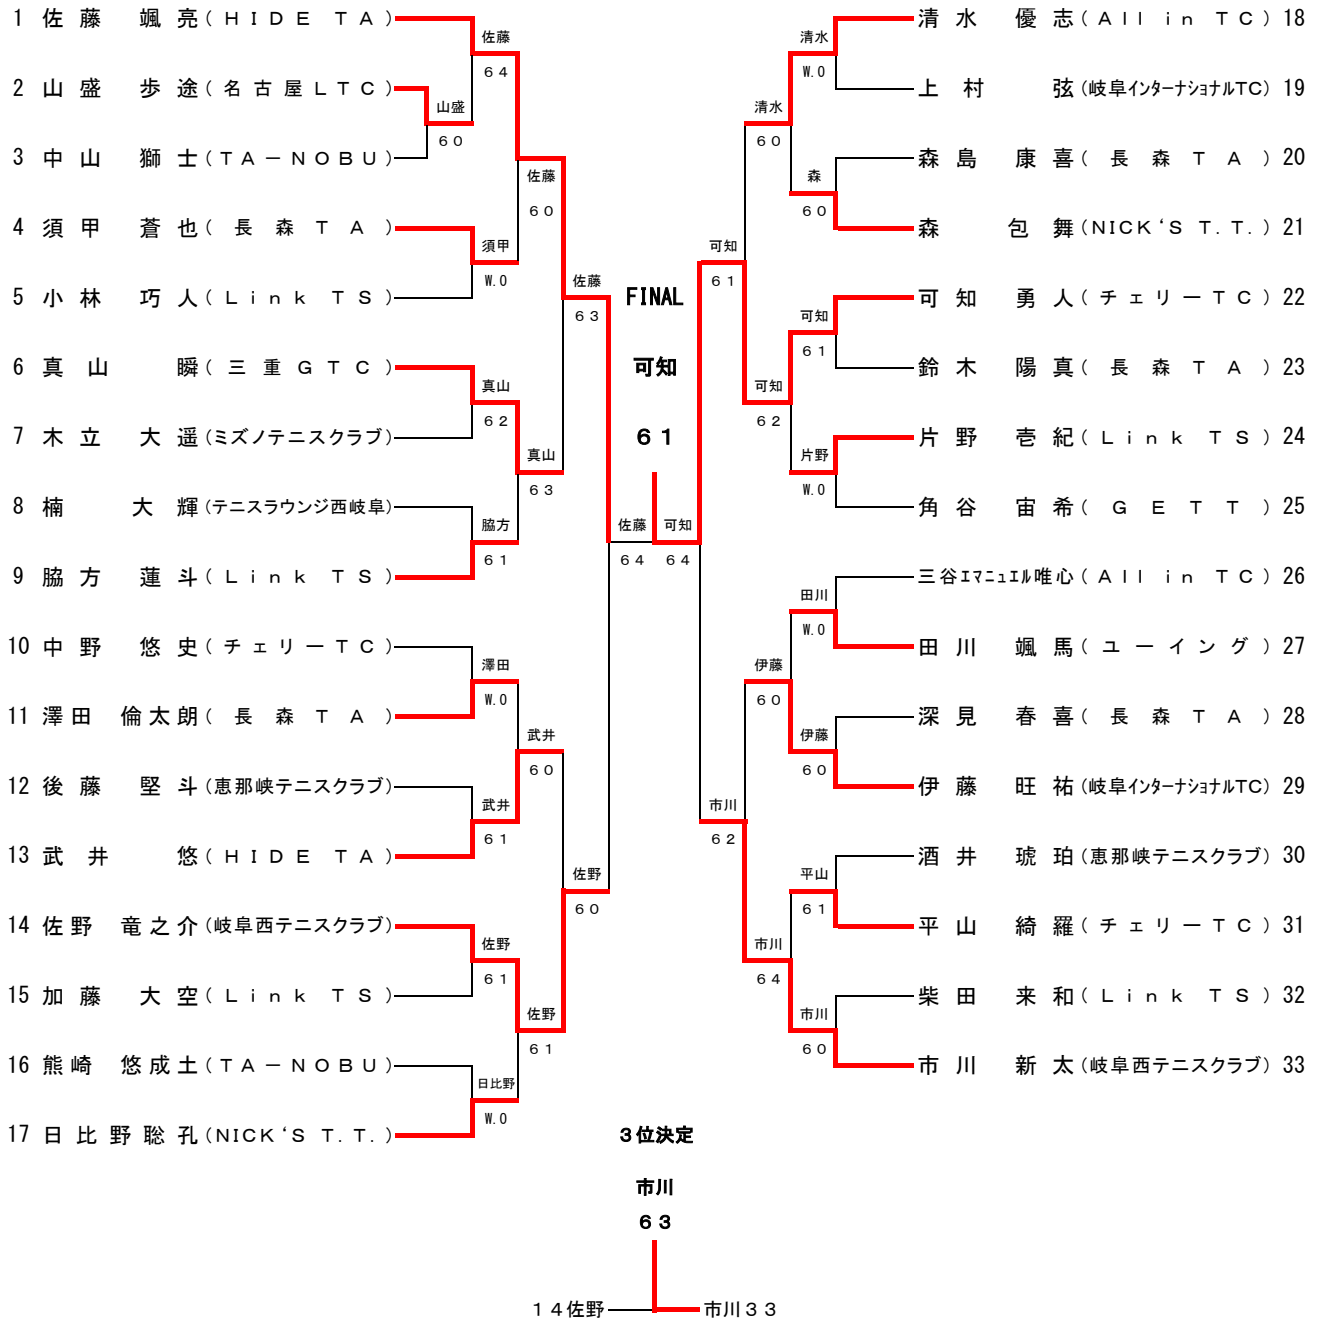 1 佐藤 颯亮(HIDE TA)
佐藤
64
2 山盛 歩途(名古屋LTC)
山盛
60
3 中山 獅士(TA-NOBU)
佐藤
60
4 須甲 蒼也(長森TA)
須甲
W.0
5 小林 巧人(Link TS)
佐藤
63
6 真山 瞬(三重GTC)
真山
62
7 木立 大遥(ミズノテニスクラブ)
真山
63
8 楠 大輝(テニスラウンジ西岐阜)
脇方
61
9 脇方 蓮斗(Link TS)
佐藤
64
10 中野 悠史(チェリーTC)
澤田
W.0
11 澤田 倫太朗(長森TA)
武井
60
12 後藤 堅斗(恵那峡テニスクラブ)
武井
61
13 武井 悠(HIDE TA)
佐野
60
14 佐野 竜之介(岐阜西テニスクラブ)
佐野
61
15 加藤 大空(Link TS)
佐野
61
16 熊崎 悠成土(TA-NOBU)
日比野
W.0
17 日比野聡孔(NICK'S T.T.)
FINAL
可知
61
清水 優志(All in TC) 18
清水
W.0
上村 弦(岐阜インターナショナルTC) 19
清水
60
森島 康喜(長森TA) 20
森
60
森 包舞(NICK'S T.T.) 21
可知
61
可知 勇人(チェリーTC) 22
可知
61
鈴木 陽真(長森TA) 23
可知
62
片野 壱紀(Link TS) 24
片野
W.0
角谷 宙希(GETT) 25
可知
64
三谷エマニュエル唯心(All in TC) 26
田川
W.0
田川 颯馬(ユーイング) 27
伊藤
60
深見 春喜(長森TA) 28
伊藤
60
伊藤 旺祐(岐阜インターナショナルTC) 29
市川
62
酒井 琥珀(恵那峡テニスクラブ) 30
平山
61
平山 綺羅(チェリーTC) 31
市川
64
柴田 来和(Link TS) 32
市川
60
市川 新太(岐阜西テニスクラブ) 33
3位決定
市川
63
14佐野 市川33